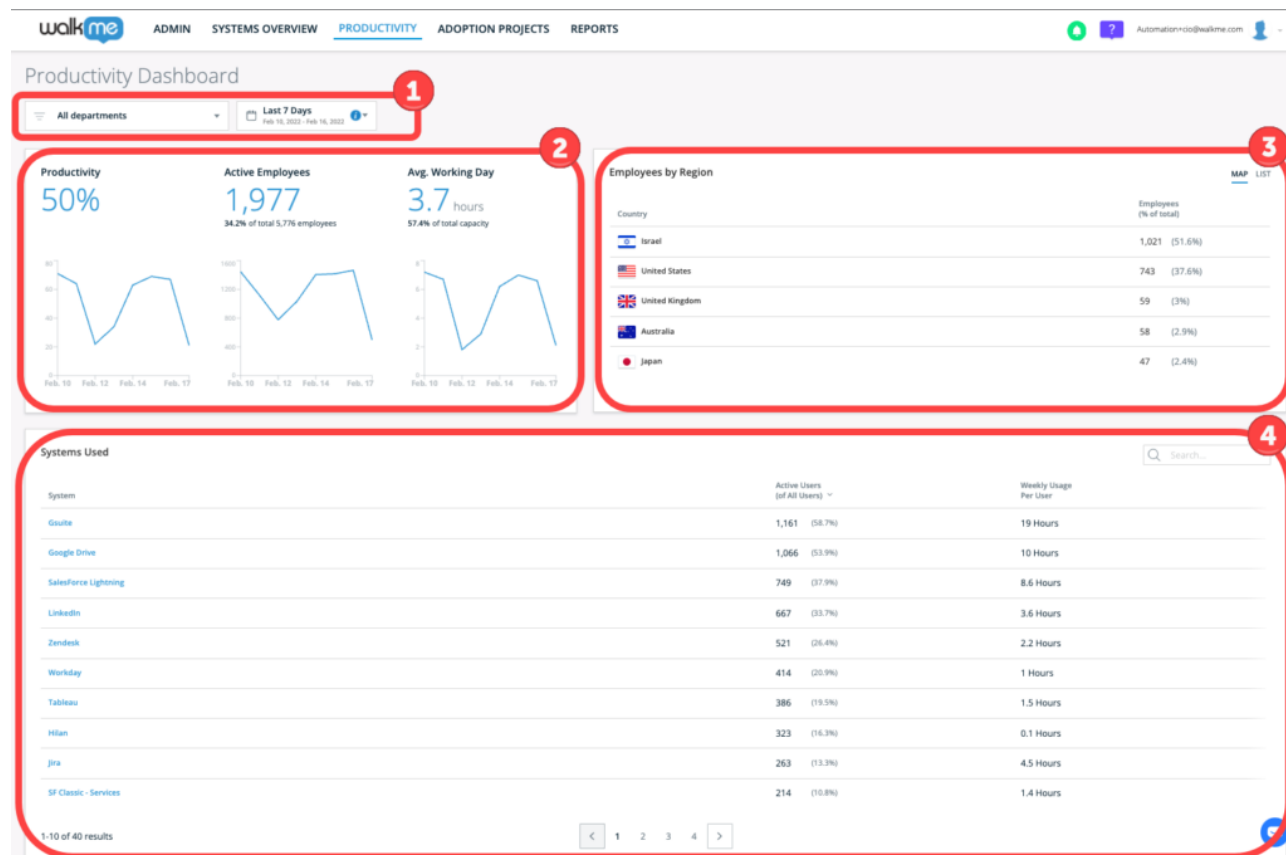 walkme ADMIN SYSTEMS OVERVIEW PRODUCTIVITY ADOPTION PROJECTS REPORTS ? Automation+cio@walkme.com
Productivity Dashboard
1
All departments
Last 7 Days
Feb 10, 2022 - Feb 16, 2022
i
2
Productivity
50%
Active Employees
1,977
34.2% of total 5,776 employees
Avg. Working Day
3.7 hours
57.4% of total capacity
80
60
40
20
0
Feb. 10 Feb. 12 Feb. 14 Feb. 17
1600
1200
800
400
0
Feb. 10 Feb. 12 Feb. 14 Feb. 17
8
6
4
2
0
Feb. 10 Feb. 12 Feb. 14 Feb. 17
3
Employees by Region MAP LIST
Country Employees
(% of total)
Israel 1,021 (51.6%)
United States 743 (37.6%)
United Kingdom 59 (3%)
Australia 58 (2.9%)
Japan 47 (2.4%)
4
Systems Used Search...
System Active Users
(of All Users)
Weekly Usage
Per User
Gsuite 1,161 (58.7%) 19 Hours
Google Drive 1,066 (53.9%) 10 Hours
SalesForce Lightning 749 (37.9%) 8.6 Hours
LinkedIn 667 (33.7%) 3.6 Hours
Zendesk 521 (26.4%) 2.2 Hours
Workday 414 (20.9%) 1 Hours
Tableau 386 (19.5%) 1.5 Hours
Hilan 323 (16.3%) 0.1 Hours
Jira 263 (13.3%) 4.5 Hours
SF Classic - Services 214 (10.8%) 1.4 Hours
1-10 of 40 results < 1 2 3 4 >